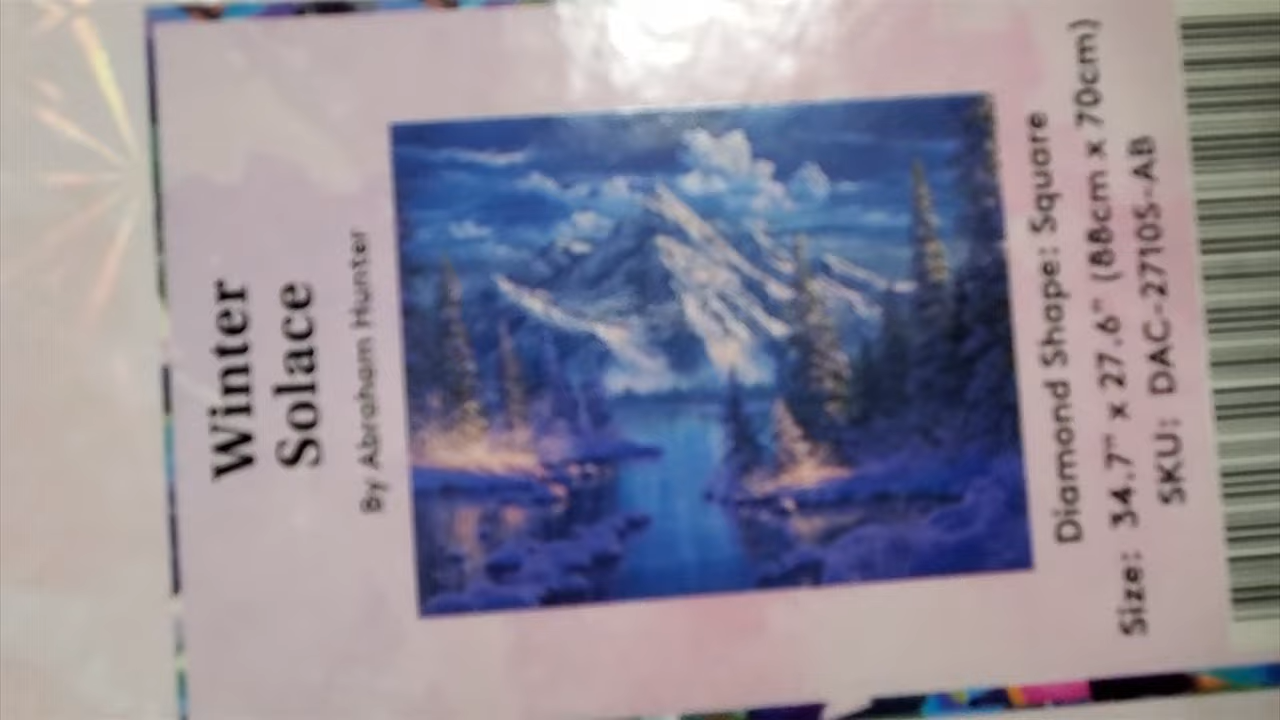 Winter
Solace
By Abraham Hunter
Diamond Shape: Square
Size: 34.7" x 27.6" (88cm x 70cm)
SKU: DAC-27105-AB